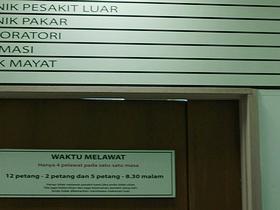 NIK PESAKIT LUAR
NIK PAKAR
ORATORI
MASI
K MAYAT
WAKTU MELAWAT
Hanya 4 pelawat pada satu-satu masa
12 petang - 2 petang dan 5 petang - 8.30 malam